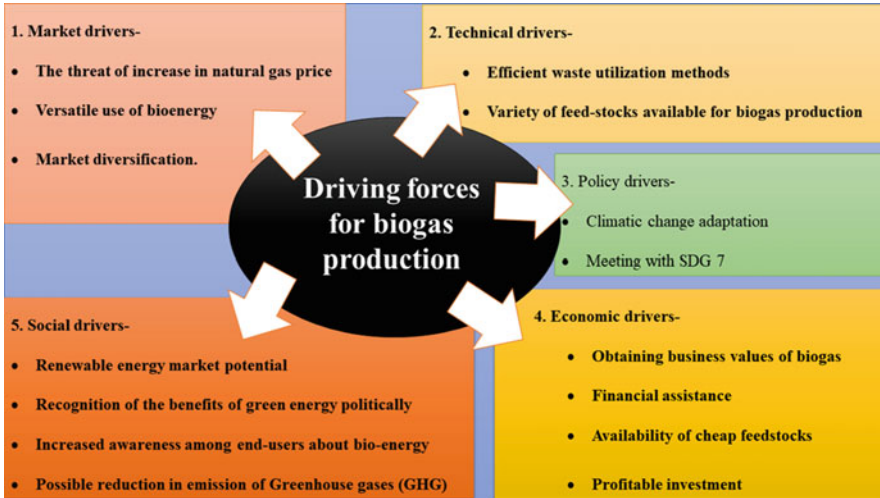 1. Market drivers-
• The threat of increase in natural gas price
• Versatile use of bioenergy
• Market diversification.
2. Technical drivers-
• Efficient waste utilization methods
• Variety of feed-stocks available for biogas production
Driving forces
for biogas
production
3. Policy drivers-
• Climatic change adaptation
• Meeting with SDG 7
4. Economic drivers-
• Obtaining business values of biogas
• Financial assistance
• Availability of cheap feedstocks
• Profitable investment
5. Social drivers-
• Renewable energy market potential
• Recognition of the benefits of green energy politically
• Increased awareness among end-users about bio-energy
• Possible reduction in emission of Greenhouse gases (GHG)